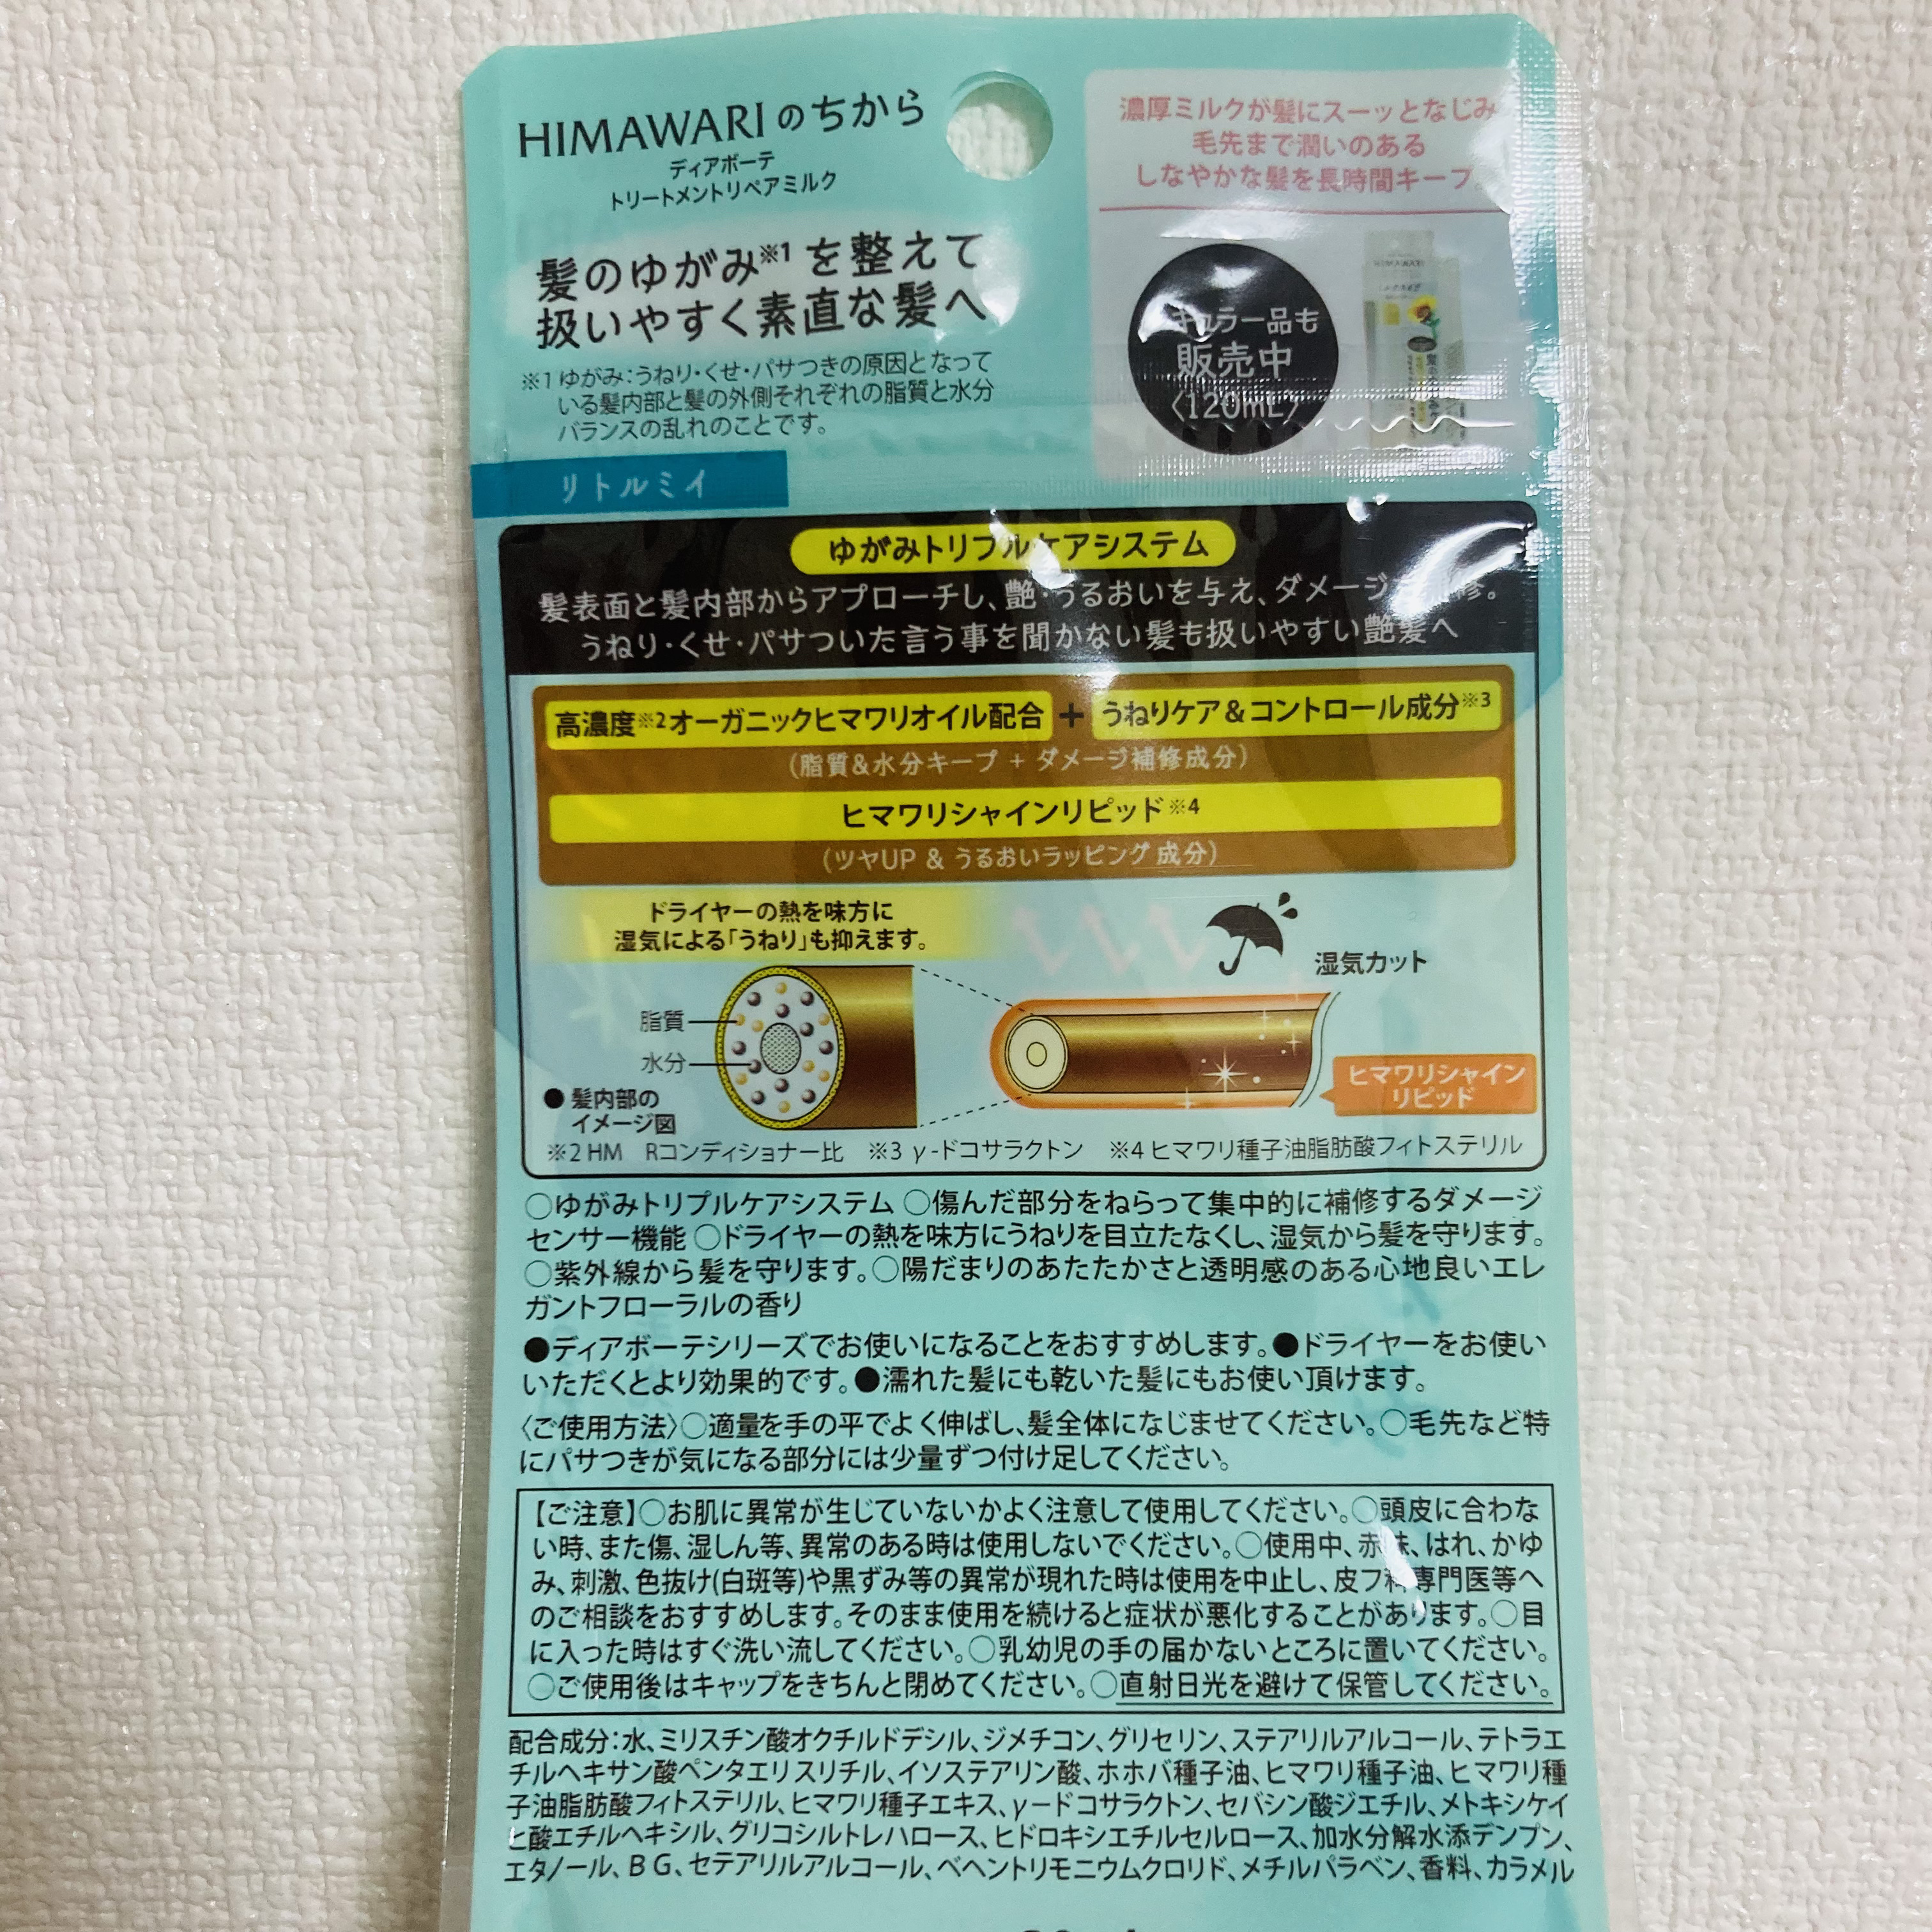 HIMAWARIのちから
ディアボーテ
トリートメントリペアミルク
髪のゆがみ※1を整えて
扱いやすく素直な髪へ
※1 ゆがみ:うねり・くせ・パサつきの原因となって
いる髪内部と髪の外側それぞれの脂質と水分
バランスの乱れのことです。
濃厚ミルクが髪にスーッとなじみ
毛先まで潤いのある
しなやかな髪を長時間キープ。
ギュラー品も
販売中
〈120mL〉
リトルミイ
ゆがみトリプルケアシステム
髪表面と髪内部からアプローチし、艶・うるおいを与え、ダメージ 修。
うねり・くせ・パサついた言う事を聞かない髪も扱いやすい艶髪へ
高濃度※2オーガニックヒマワリオイル配合 + うねりケア&コントロール成分※3
(脂質&水分キープ + ダメージ補修成分)
ヒマワリシャインリピッド※4
(ツヤUP & うるおいラッピング成分)
ドライヤーの熱を味方に
湿気による「うねり」も抑えます。
湿気カット
脂質
水分
●髪内部の
イメージ図
ヒマワリシャイン
リピッド
※2 HM Rコンディショナー比 ※3 γ-ドコサラクトン ※4 ヒマワリ種子油脂肪酸フィトステリル
○ゆがみトリプルケアシステム ○傷んだ部分をねらって集中的に補修するダメージ
センサー機能 ○ドライヤーの熱を味方にうねりを目立たなくし、湿気から髪を守ります。
○紫外線から髪を守ります。○陽だまりのあたたかさと透明感のある心地良いエレ
ガントフローラルの香り
●ディアボーテシリーズでお使いになることをおすすめします。●ドライヤーをお使い
いただくとより効果的です。●濡れた髪にも乾いた髪にもお使い頂けます。
〈ご使用方法〉○適量を手の平でよく伸ばし、髪全体になじませてください。○毛先など特
にパサつきが気になる部分には少量ずつ付け足してください。
【ご注意】○お肌に異常が生じていないかよく注意して使用してください。○頭皮に合わな
い時、また傷、湿しん等、異常のある時は使用しないでください。○使用中、赤味、はれ、かゆ
み、刺激、色抜け(白斑等)や黒ずみ等の異常が現れた時は使用を中止し、皮フ科専門医等へ
のご相談をおすすめします。そのまま使用を続けると症状が悪化することがあります。○目
に入った時はすぐ洗い流してください。○乳幼児の手の届かないところに置いてください。
○ご使用後はキャップをきちんと閉めてください。○直射日光を避けて保管してください。
配合成分:水、ミリスチン酸オクチルドデシル、ジメチコン、グリセリン、ステアリルアルコール、テトラエ
チルヘキサン酸ペンタエリスリチル、イソステアリン酸、ホホバ種子油、ヒマワリ種子油、ヒマワリ種
子油脂肪酸フィトステリル、ヒマワリ種子エキス、γードコサラクトン、セバシン酸ジエチル、メトキシケイ
ヒ酸エチルヘキシル、グリコシルトレハロース、ヒドロキシエチルセルロース、加水分解水添デンプン、
エタノール、BG、セテアリルアルコール、ベヘントリモニウムクロリド、メチルパラベン、香料、カラメル